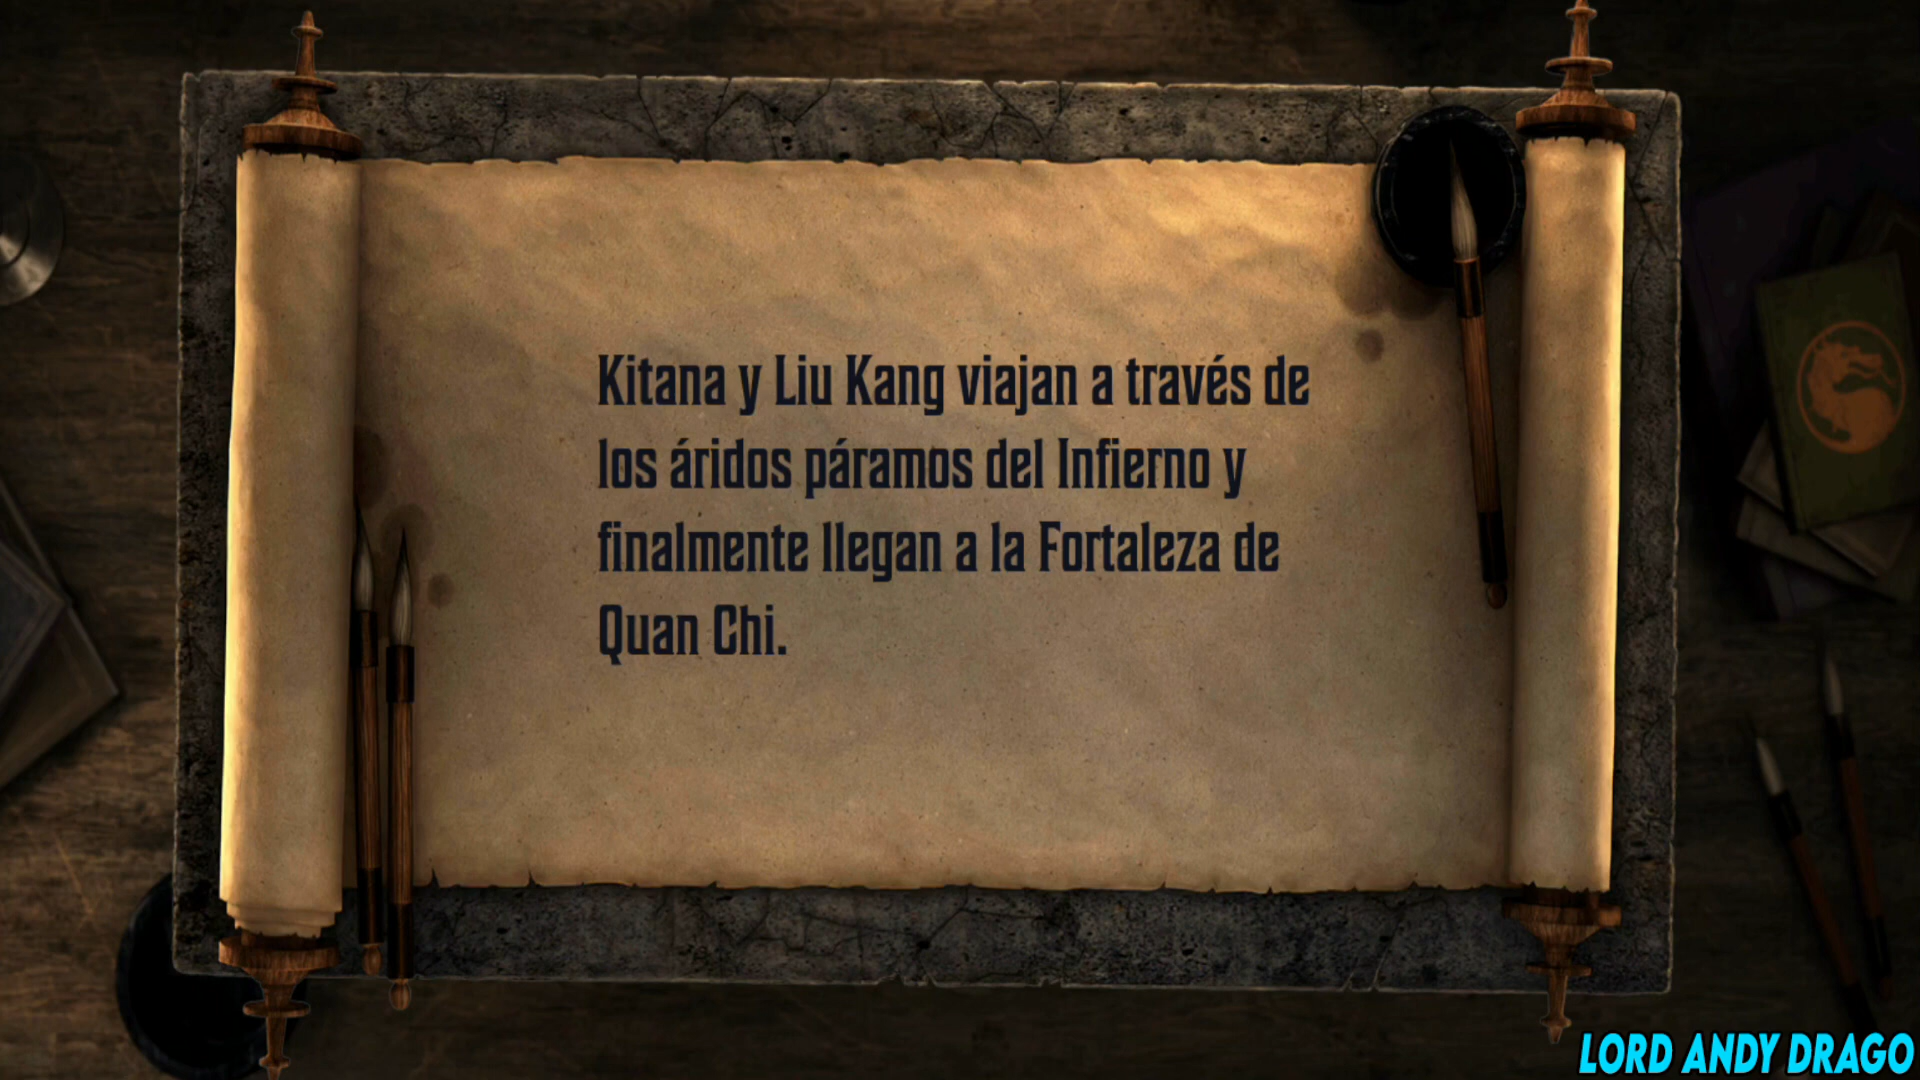 Kitana y Liu Kang viajan a través de
los áridos páramos del Infierno y
finalmente llegan a la Fortaleza de
Quan Chi.
LORD ANDY DRAGO